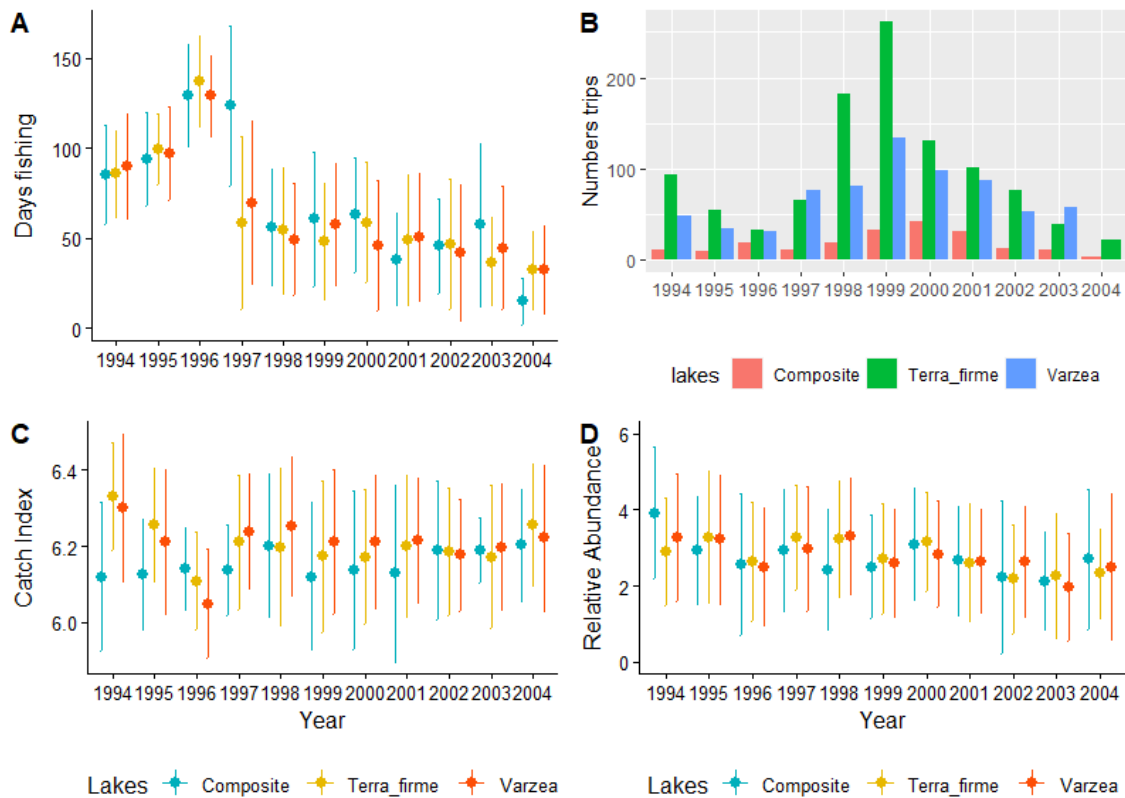 A
Days fishing
150
100
50
0
1994 1995 1996 1997 1998 1999 2000 2001 2002 2003 2004
B
Numbers trips
200
100
0
1994 1995 1996 1997 1998 1999 2000 2001 2002 2003 2004
lakes Composite Terra_firme Varzea
C
Catch Index
6.4
6.2
6.0
1994 1995 1996 1997 1998 1999 2000 2001 2002 2003 2004
Year
Lakes Composite Terra_firme Varzea
D
Relative Abundance
6
4
2
0
1994 1995 1996 1997 1998 1999 2000 2001 2002 2003 2004
Year
Lakes Composite Terra_firme Varzea